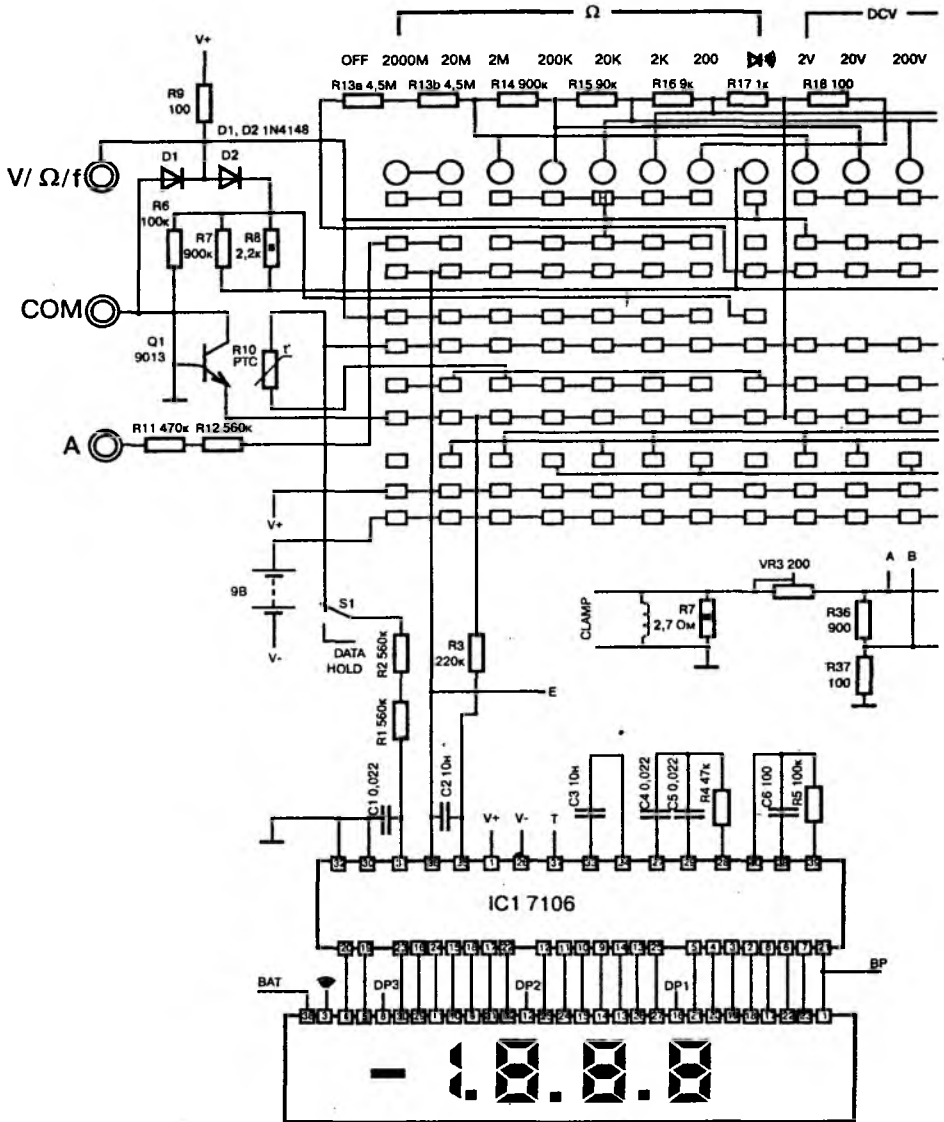 Ω
DCV
V+
OFF 2000M 20M 2M 200K 20K 2K 200 2V 20V 200V
R9 100
R13a 4,5M R13b 4,5M R14 900к R15 90к R16 9к R17 1к R18 100
D1, D2 1N4148
D1 D2
V/ Ω/f
R6 100к
R7 900к
R8 2,2к
COM
Q1 9013
R10 PTC
t'
A
R11 470к R12 560к
V+
9В
V-
S1
DATA HOLD
R2 560к
R1 560к
R3 220к
E
CLAMP
R7 2,7 Ом
VR3 200
A B
R36 900
R37 100
C1 0,022
C2 10н
V+ V- T
C3 10н
C4 0,022
C5 0,022
R4 47к
C6 100
R5 100к
IC1 7106
BAT
DP3
DP2
DP1
BP
-1.8.8.8